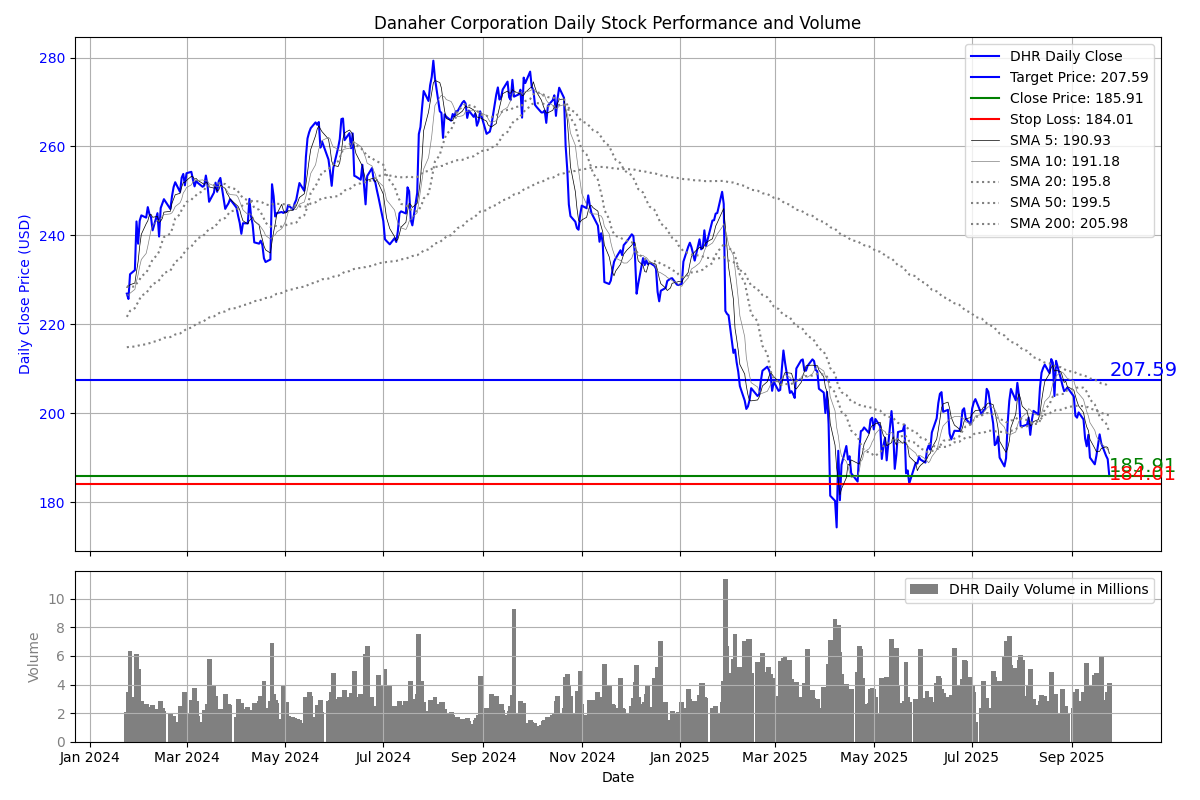 Danaher Corporation Daily Stock Performance and Volume
Daily Close Price (USD)
280
260
240
220
200
180
DHR Daily Close
Target Price: 207.59
Close Price: 185.91
Stop Loss: 184.01
SMA 5: 190.93
SMA 10: 191.18
SMA 20: 195.8
SMA 50: 199.5
SMA 200: 205.98
207.59
185.91
184.01
Volume
10
8
6
4
2
0
DHR Daily Volume in Millions
Jan 2024 Mar 2024 May 2024 Jul 2024 Sep 2024 Nov 2024 Jan 2025 Mar 2025 May 2025 Jul 2025 Sep 2025
Date